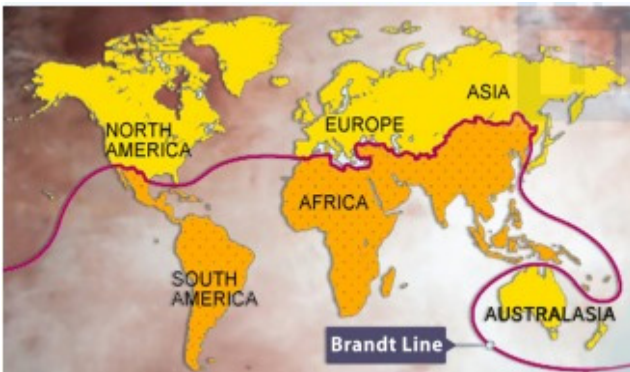 NORTH
AMERICA
EUROPE
ASIA
AFRICA
SOUTH
AMERICA
AUSTRALASIA
Brandt Line